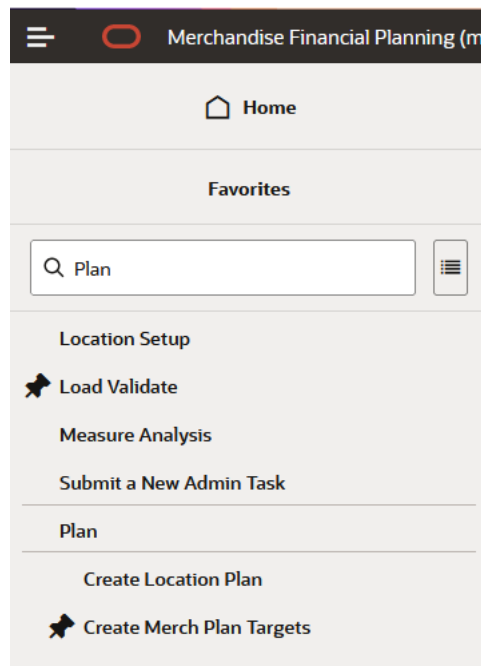 Merchandise Financial Planning (m
Home
Favorites
Plan
Location Setup
Load Validate
Measure Analysis
Submit a New Admin Task
Plan
Create Location Plan
Create Merch Plan Targets